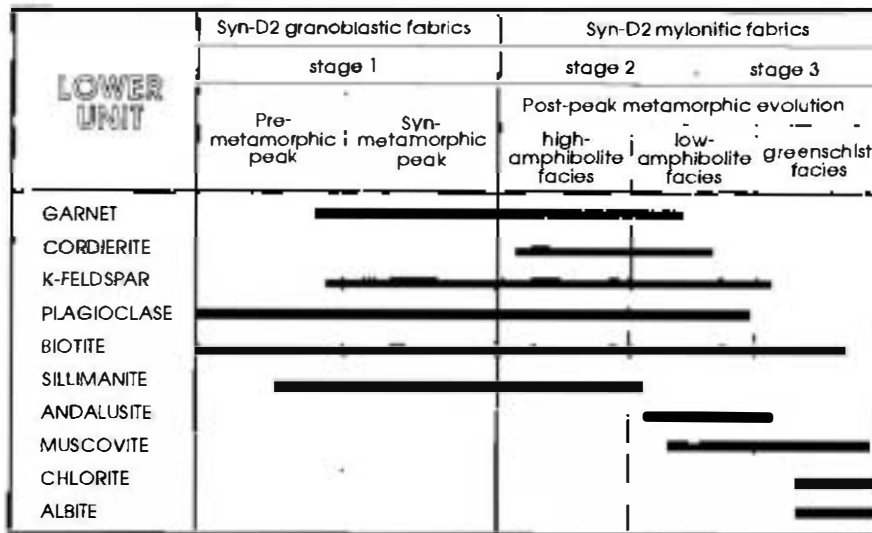 LOWER
UNIT
Syn-D2 granoblastic fabrics
Syn-D2 mylonitic fabrics
stage 1
stage 2
stage 3
Pre-
metamorphic
peak
Syn-
metamorphic
peak
Post-peak metamorphic evolution
high-
amphibolite
facies
low-
amphibolite
facies
greenschist
facies
GARNET
CORDIERITE
K-FELDSPAR
PLAGIOCLASE
BIOTITE
SILLIMANITE
ANDALUSITE
MUSCOVITE
CHLORITE
ALBITE